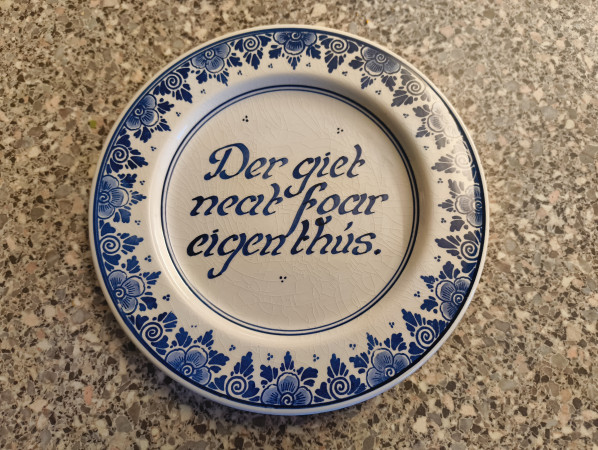 Der giet
neat foar
eigen thús.